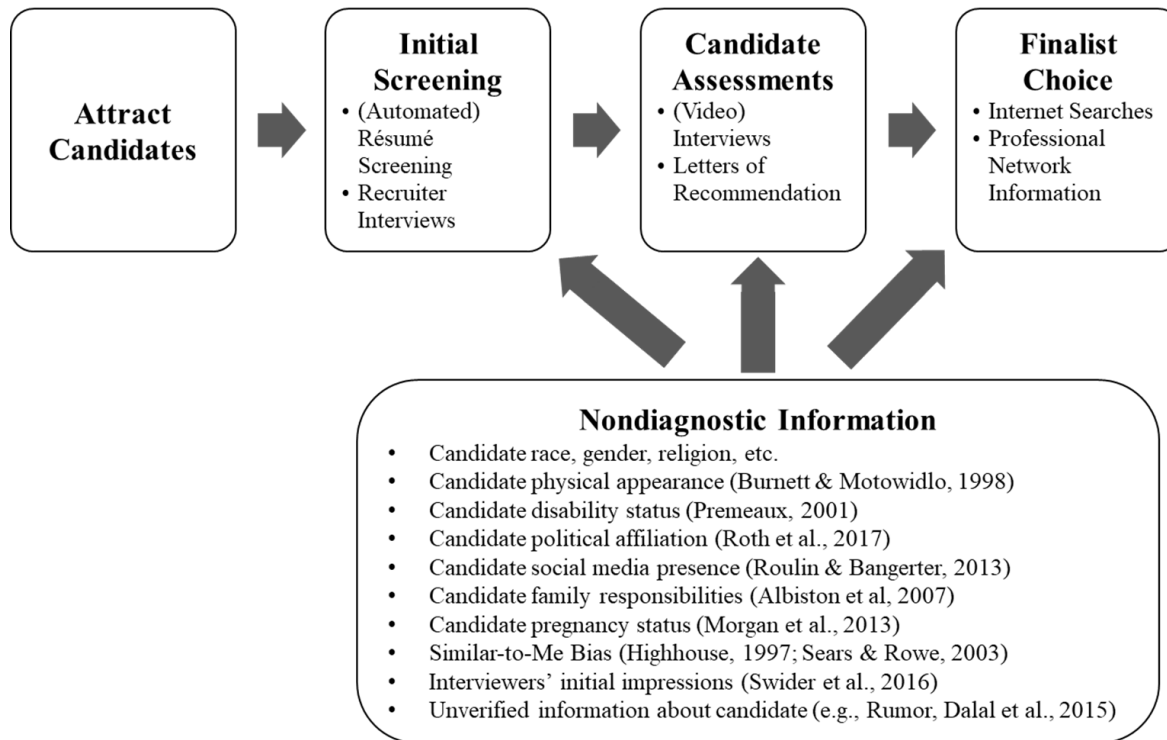 Attract
Candidates
Initial
Screening
• (Automated)
Résumé
Screening
• Recruiter
Interviews
Candidate
Assessments
• (Video)
Interviews
• Letters of
Recommendation
Finalist
Choice
• Internet Searches
• Professional
Network
Information
Nondiagnostic Information
• Candidate race, gender, religion, etc.
• Candidate physical appearance (Burnett & Motowidlo, 1998)
• Candidate disability status (Premeaux, 2001)
• Candidate political affiliation (Roth et al., 2017)
• Candidate social media presence (Roulin & Bangerter, 2013)
• Candidate family responsibilities (Albiston et al, 2007)
• Candidate pregnancy status (Morgan et al., 2013)
• Similar-to-Me Bias (Highhouse, 1997; Sears & Rowe, 2003)
• Interviewers’ initial impressions (Swider et al., 2016)
• Unverified information about candidate (e.g., Rumor, Dalal et al., 2015)